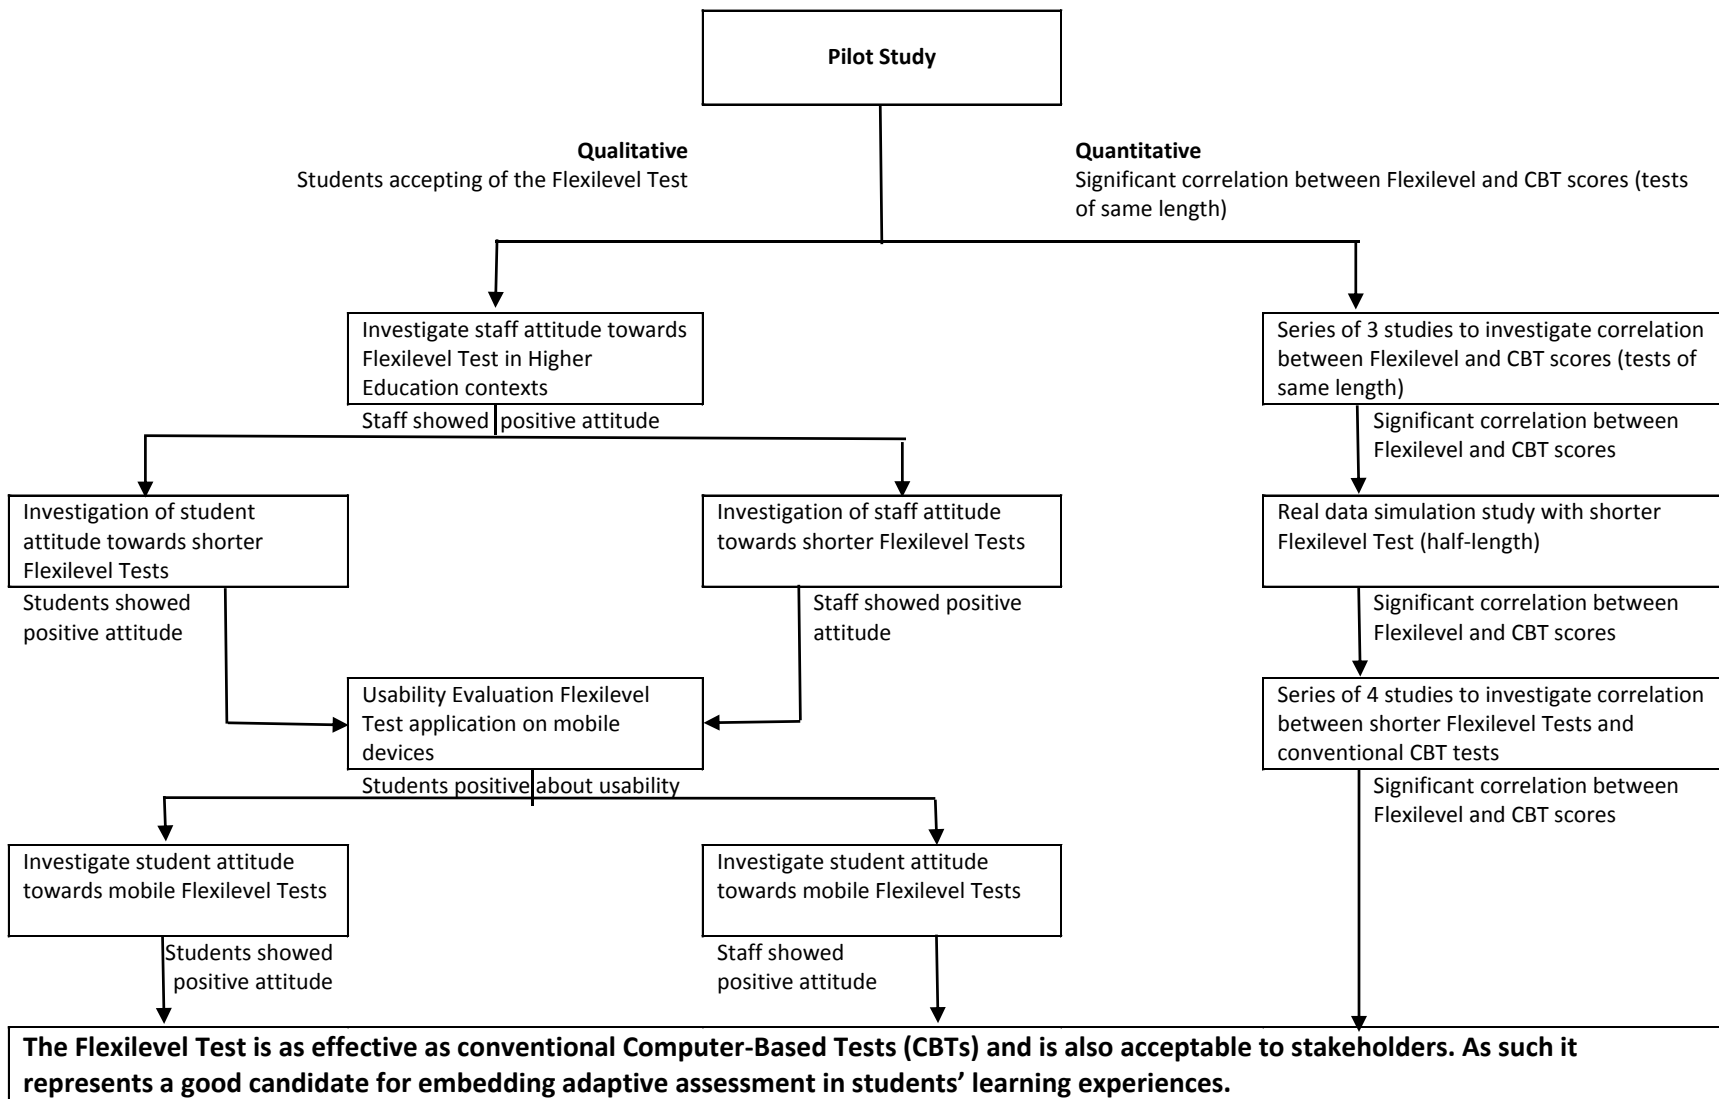 Pilot Study
Qualitative
Students accepting of the Flexilevel Test
Quantitative
Significant correlation between Flexilevel and CBT scores (tests
of same length)
Investigate staff attitude towards
Flexilevel Test in Higher
Education contexts
Staff showed positive attitude
Series of 3 studies to investigate correlation
between Flexilevel and CBT scores (tests of
same length)
Significant correlation between
Flexilevel and CBT scores
Investigation of student
attitude towards shorter
Flexilevel Tests
Students showed
positive attitude
Investigation of staff attitude
towards shorter Flexilevel Tests
Staff showed positive
attitude
Real data simulation study with shorter
Flexilevel Test (half-length)
Significant correlation between
Flexilevel and CBT scores
Usability Evaluation Flexilevel
Test application on mobile
devices
Students positive about usability
Series of 4 studies to investigate correlation
between shorter Flexilevel Tests and
conventional CBT tests
Significant correlation between
Flexilevel and CBT scores
Investigate student attitude
towards mobile Flexilevel Tests
Students showed
positive attitude
Investigate student attitude
towards mobile Flexilevel Tests
Staff showed
positive attitude
The Flexilevel Test is as effective as conventional Computer-Based Tests (CBTs) and is also acceptable to stakeholders. As such it
represents a good candidate for embedding adaptive assessment in students’ learning experiences.